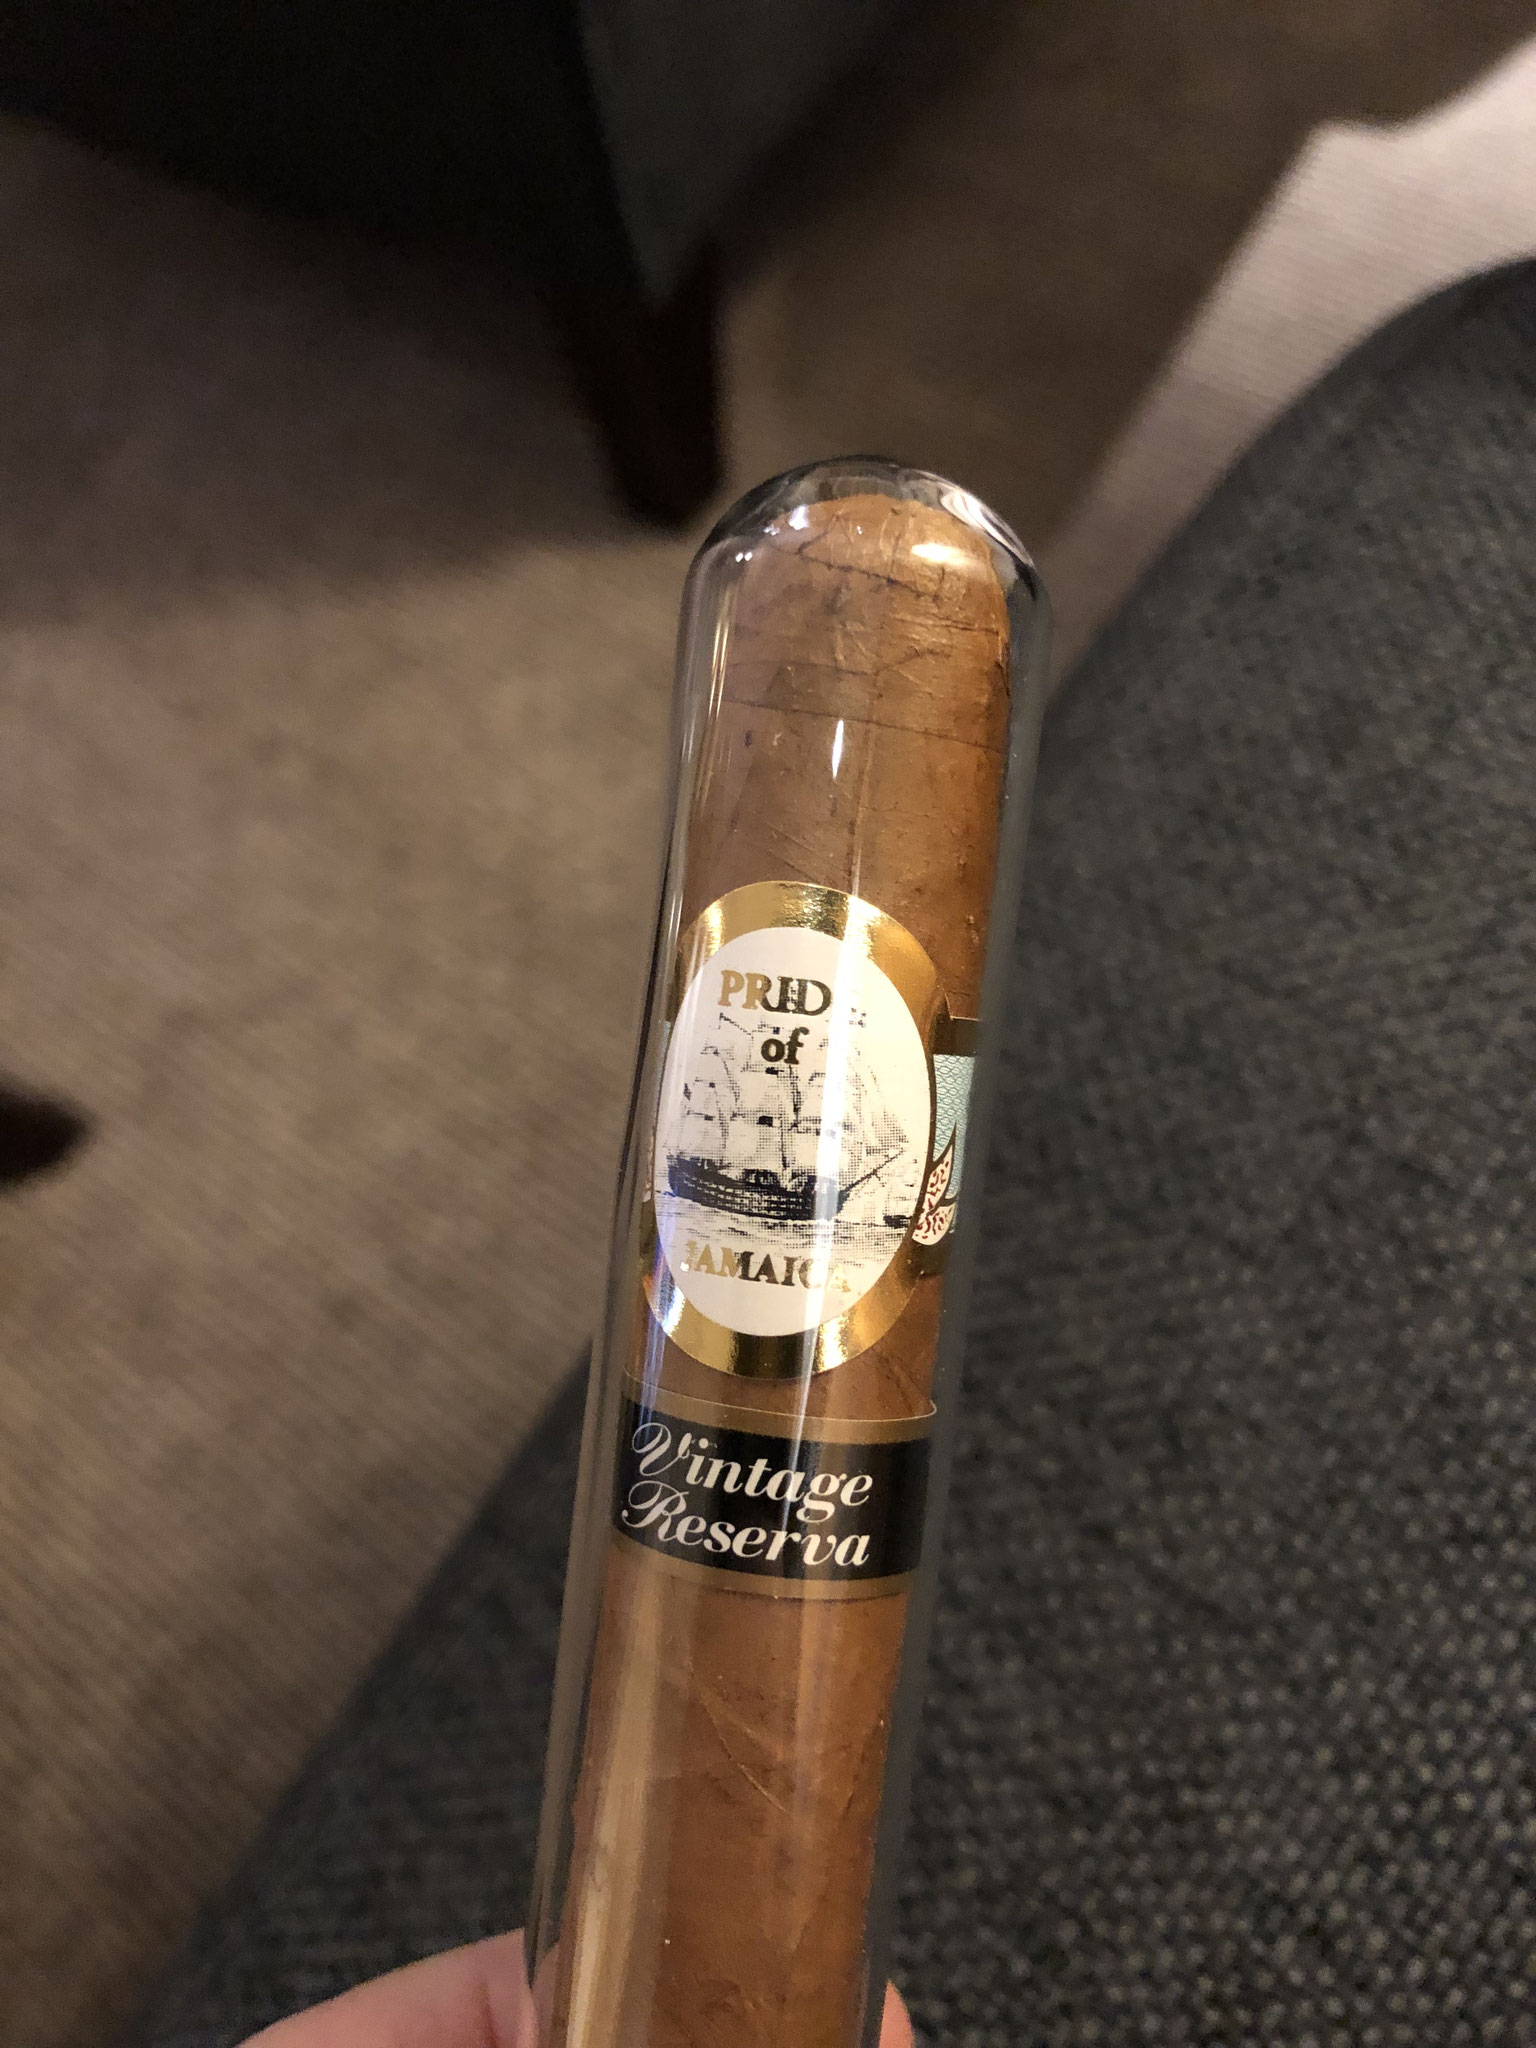 PRIDE
of
JAMAICA
Vintage
Reserva